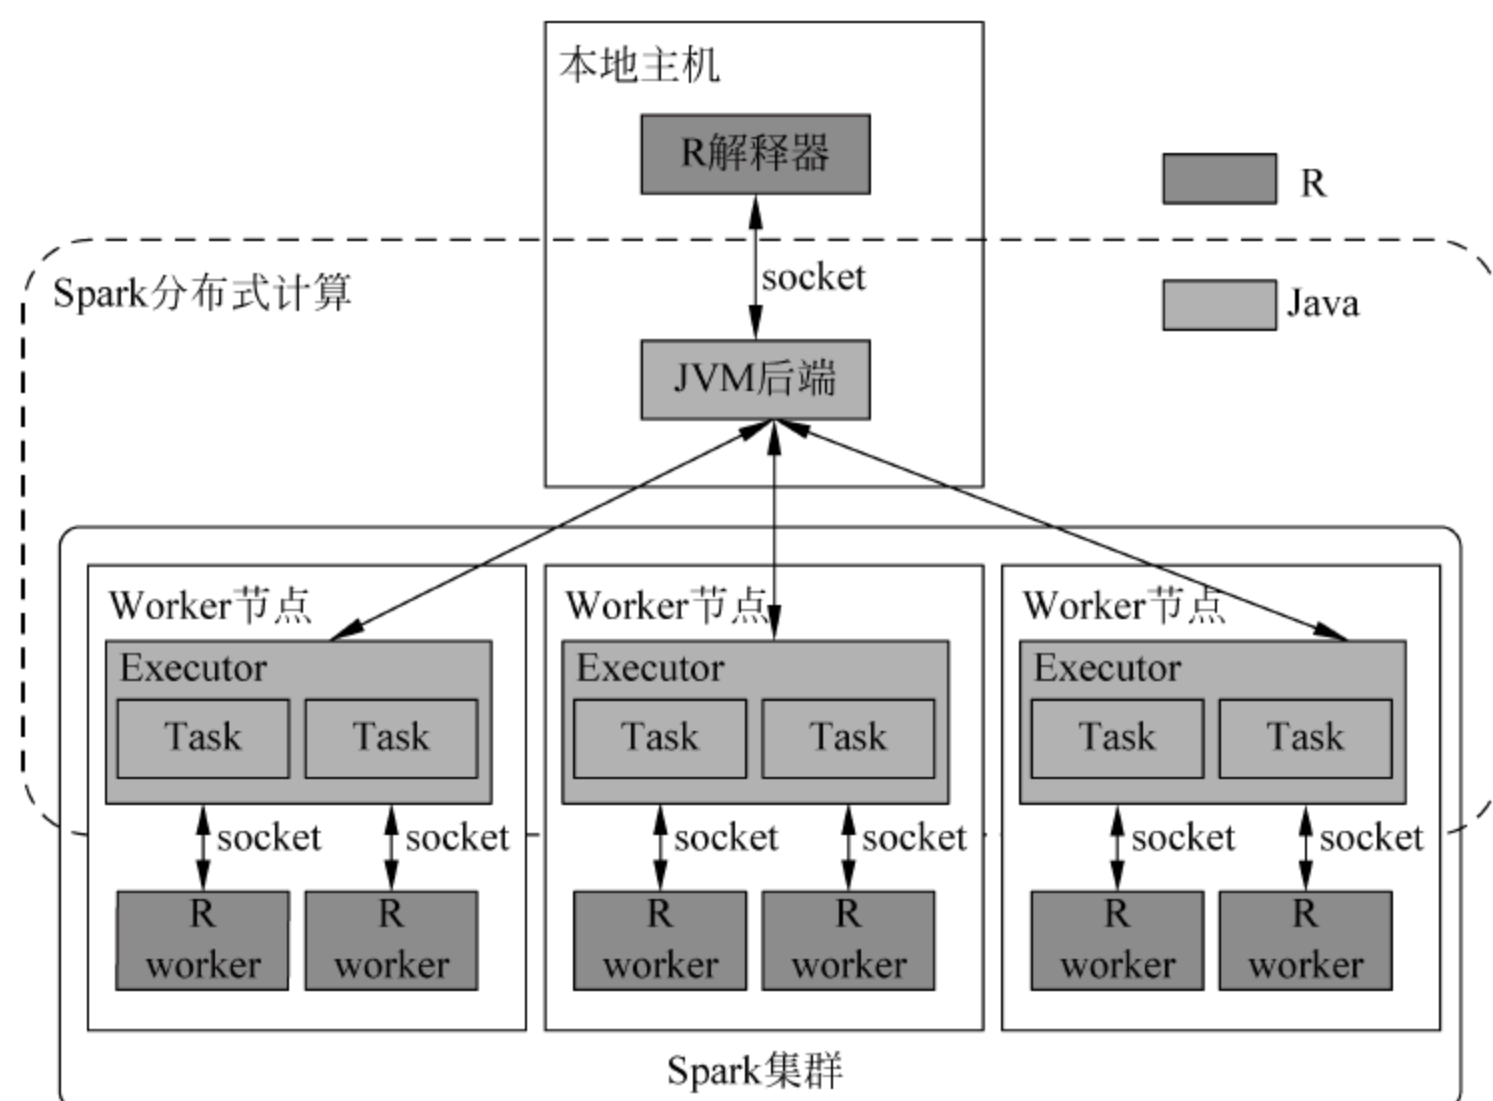 本地主机
R解释器
R
socket
Spark分布式计算
Java
JVM后端
Worker节点
Worker节点
Worker节点
Executor
Executor
Executor
Task
Task
Task
Task
Task
Task
socket
socket
socket
socket
socket
socket
R
worker
R
worker
R
worker
R
worker
R
worker
R
worker
Spark集群